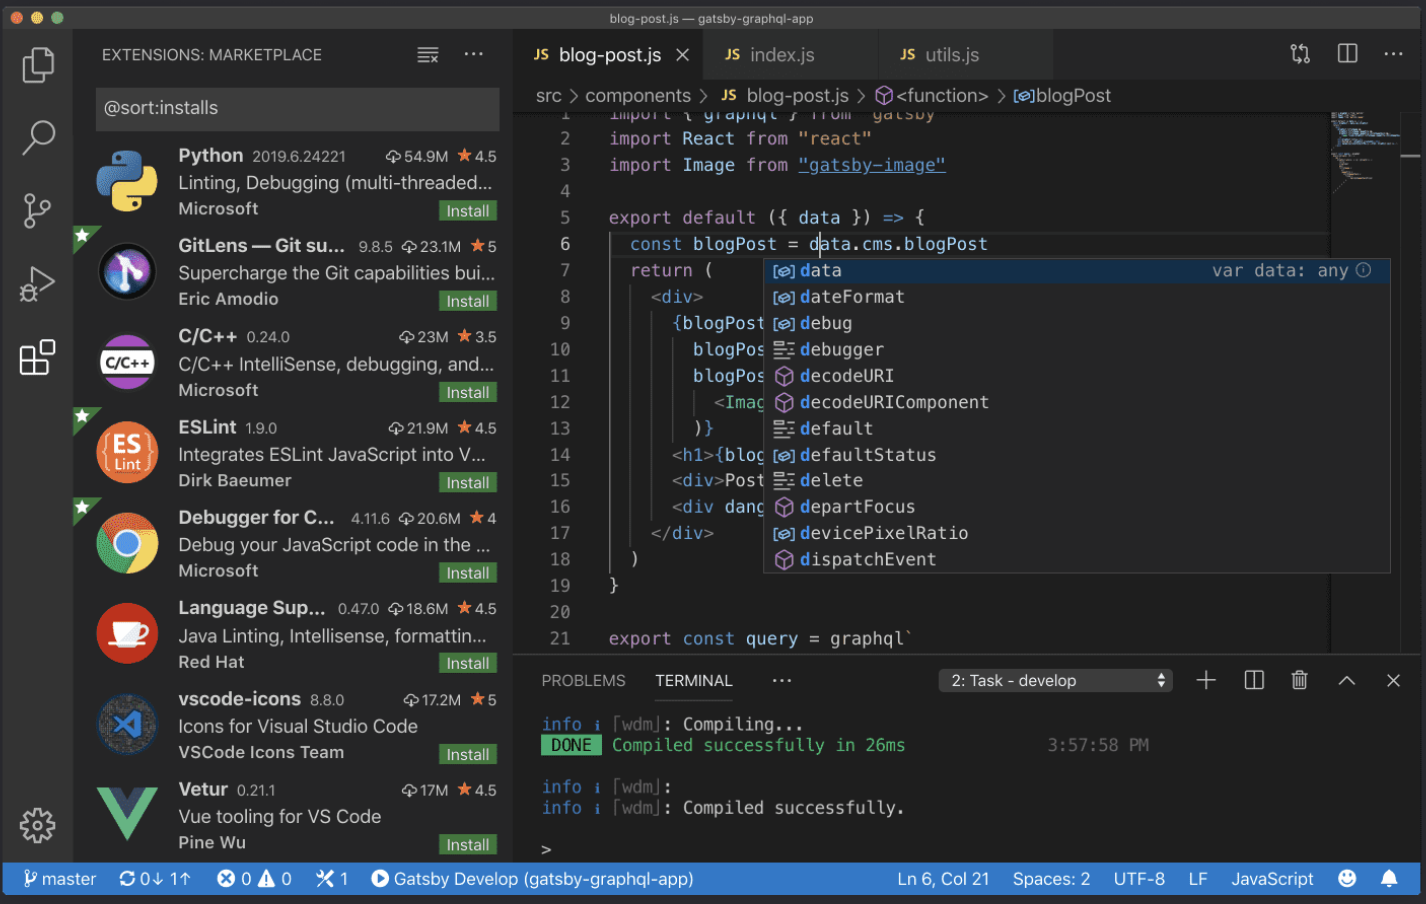 blog-post.js — gatsby-graphql-app
EXTENSIONS: MARKETPLACE
@sort:installs
Python 2019.6.24221 54.9M 4.5
Linting, Debugging (multi-threaded...
Microsoft Install
GitLens — Git su... 9.8.5 23.1M 5
Supercharge the Git capabilities bui...
Eric Amodio Install
C/C++
C/C++ 0.24.0 23M 3.5
C/C++ IntelliSense, debugging, and...
Microsoft Install
ES
Lint
ESLint 1.9.0 21.9M 4.5
Integrates ESLint JavaScript into V...
Dirk Baeumer Install
Debugger for C... 4.11.6 20.6M 4
Debug your JavaScript code in the ...
Microsoft Install
Language Sup... 0.47.0 18.6M 4.5
Java Linting, Intellisense, formattin...
Red Hat Install
vscode-icons 8.8.0 17.2M 5
Icons for Visual Studio Code
VSCode Icons Team Install
Vetur 0.21.1 17M 4.5
Vue tooling for VS Code
Pine Wu Install
JS blog-post.js JS index.js JS utils.js
src > components > JS blog-post.js > <function> > blogPost
1 import { graphql } from "gatsby"
2 import React from "react"
3 import Image from "gatsby-image"
4
5 export default ({ data }) => {
6 const blogPost = data.cms.blogPost
7 return (
8 <div>
9 {blogPost
10 blogPos
11 blogPos
12 <Imag
13 )}
14 <h1>{blog
15 <div>Post
16 <div dang
17 </div>
18 )
19 }
20
21 export const query = graphql`
data var data: any
dateFormat
debug
debugger
decodeURI
decodeURIComponent
default
defaultStatus
delete
departFocus
devicePixelRatio
dispatchEvent
PROBLEMS TERMINAL ... 2: Task - develop
info i ｢wdm｣: Compiling...
DONE Compiled successfully in 26ms 3:57:58 PM
info i ｢wdm｣:
info i ｢wdm｣: Compiled successfully.
>
master 0↓ 1↑ 0 0 1 Gatsby Develop (gatsby-graphql-app) Ln 6, Col 21 Spaces: 2 UTF-8 LF JavaScript